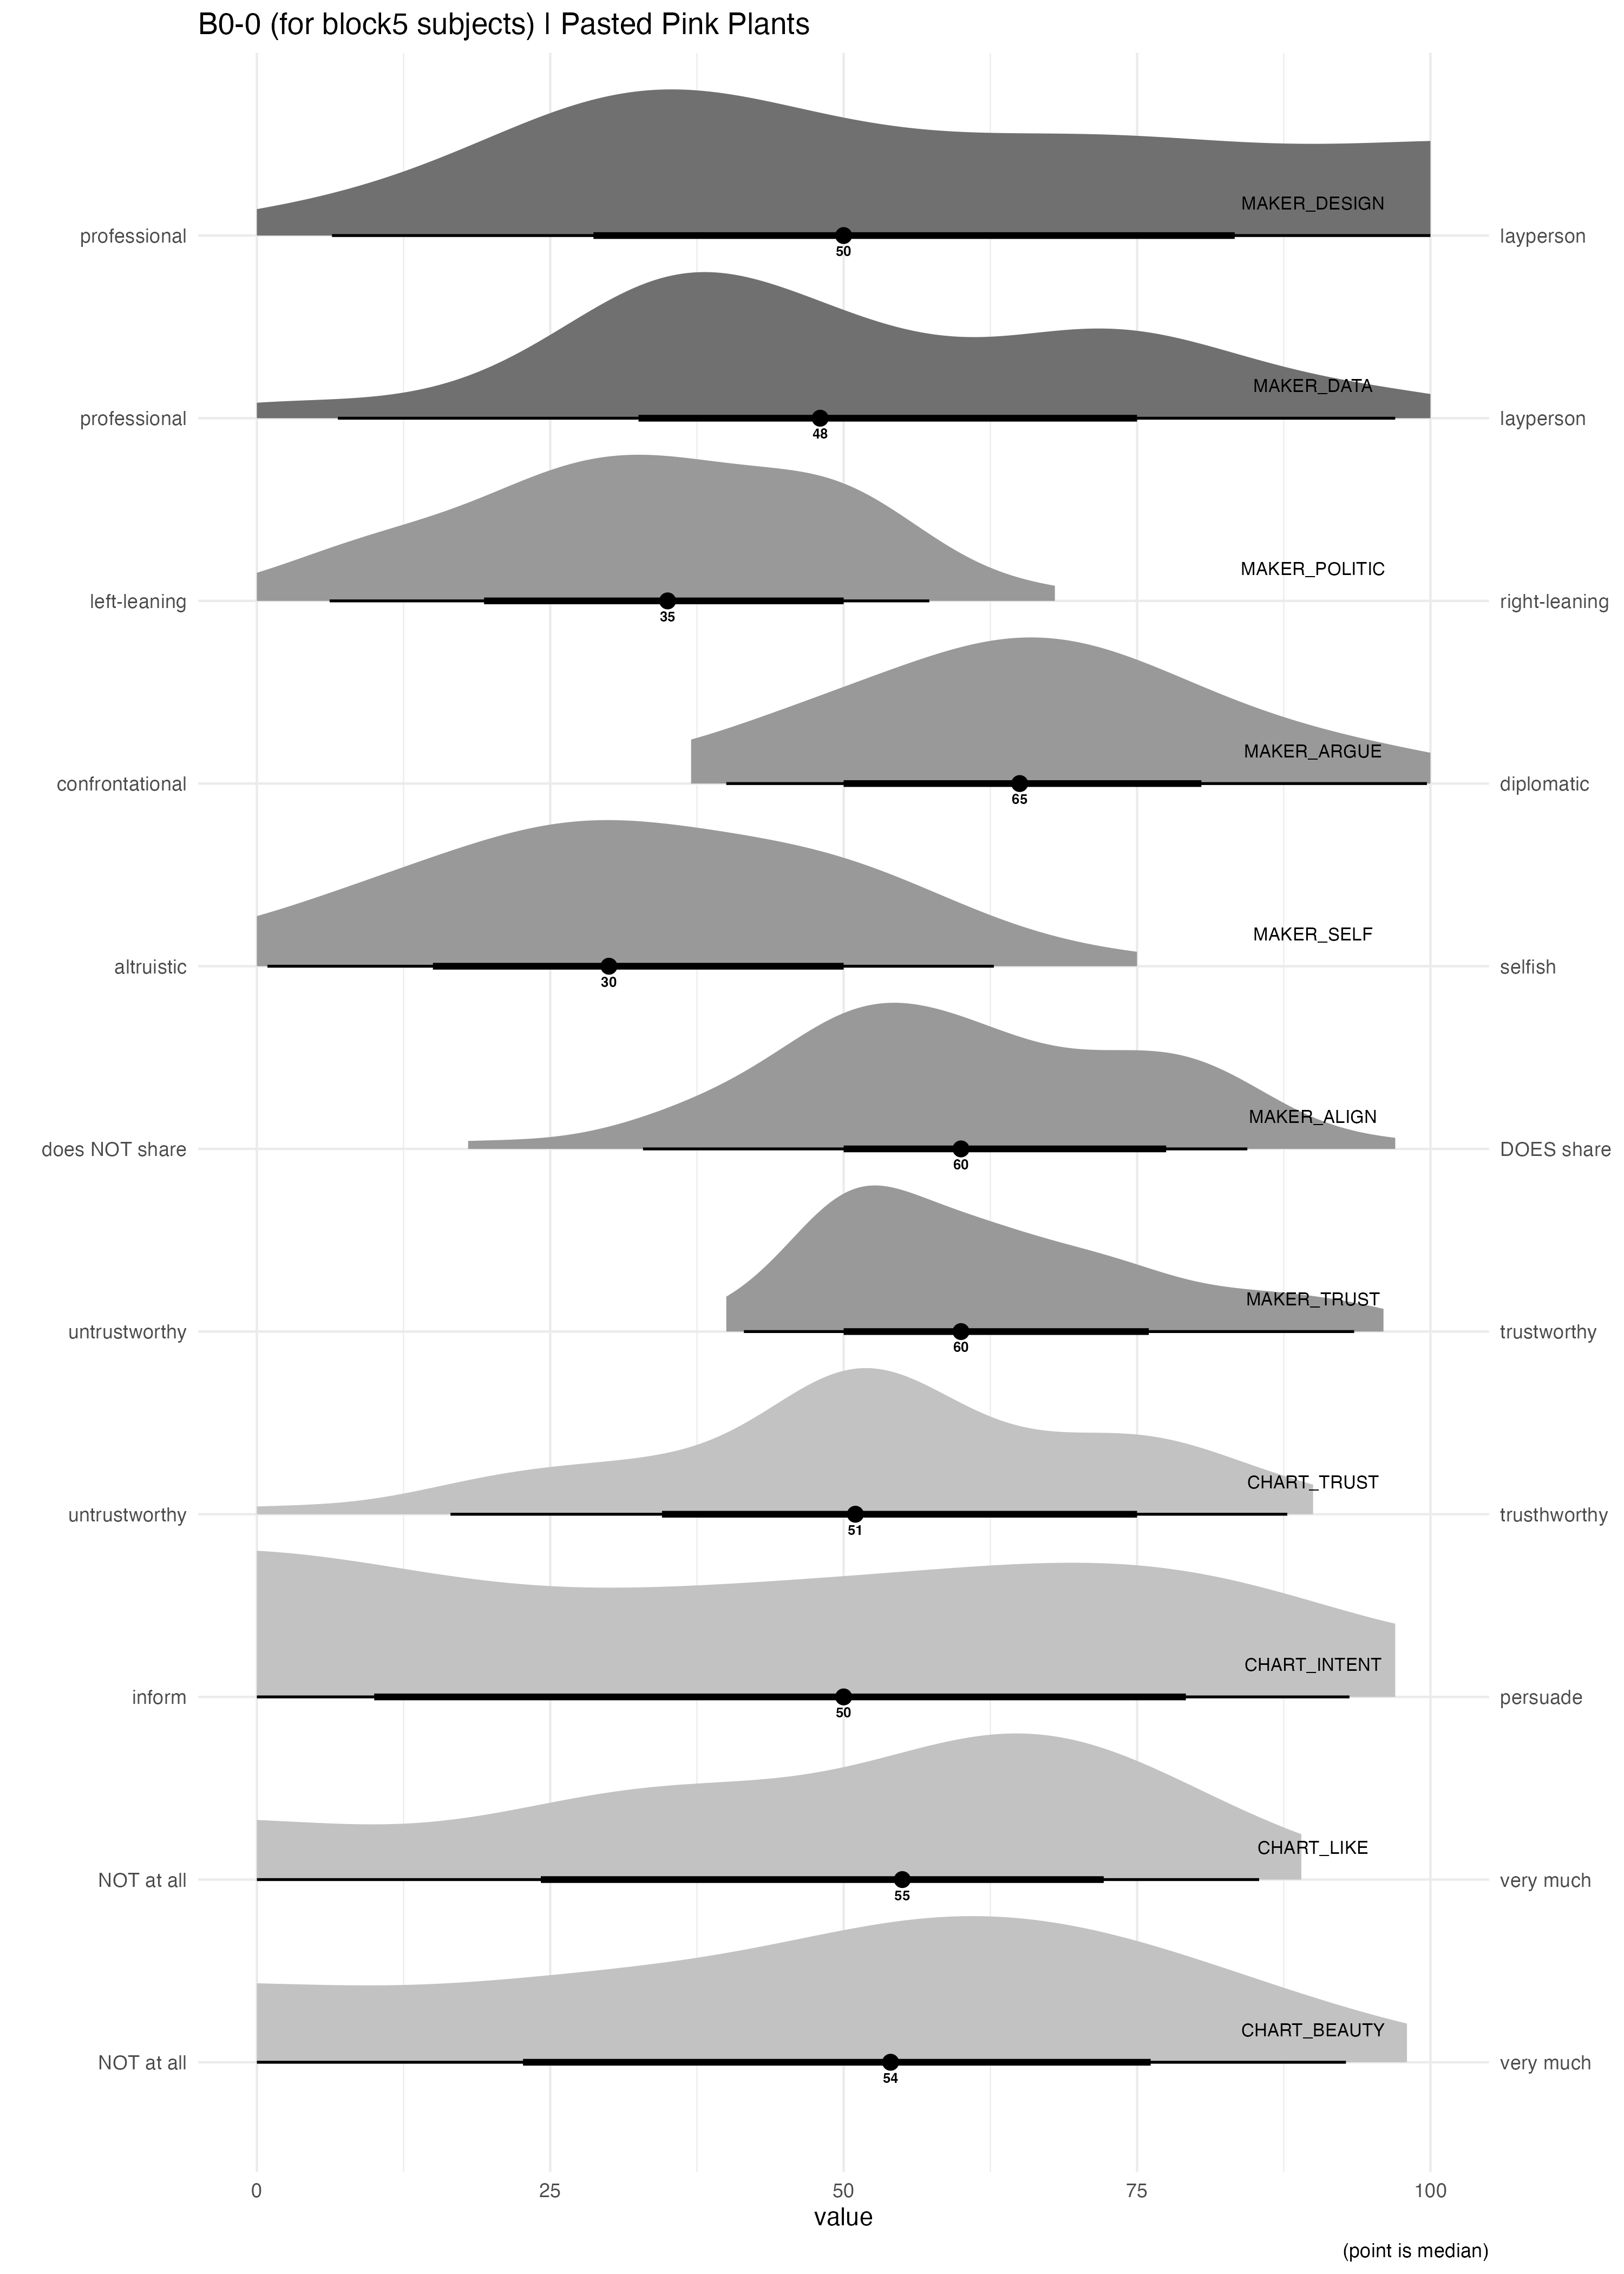 B0-0 (for block5 subjects) | Pasted Pink Plants
MAKER_DESIGN
professional
layperson
50
MAKER_DATA
professional
layperson
48
MAKER_POLITIC
left-leaning
right-leaning
35
MAKER_ARGUE
confrontational
diplomatic
65
MAKER_SELF
altruistic
selfish
30
MAKER_ALIGN
does NOT share
DOES share
60
MAKER_TRUST
untrustworthy
trustworthy
60
CHART_TRUST
untrustworthy
trusthworthy
51
CHART_INTENT
inform
persuade
50
CHART_LIKE
NOT at all
very much
55
CHART_BEAUTY
NOT at all
very much
54
0 25 50 75 100
value
(point is median)